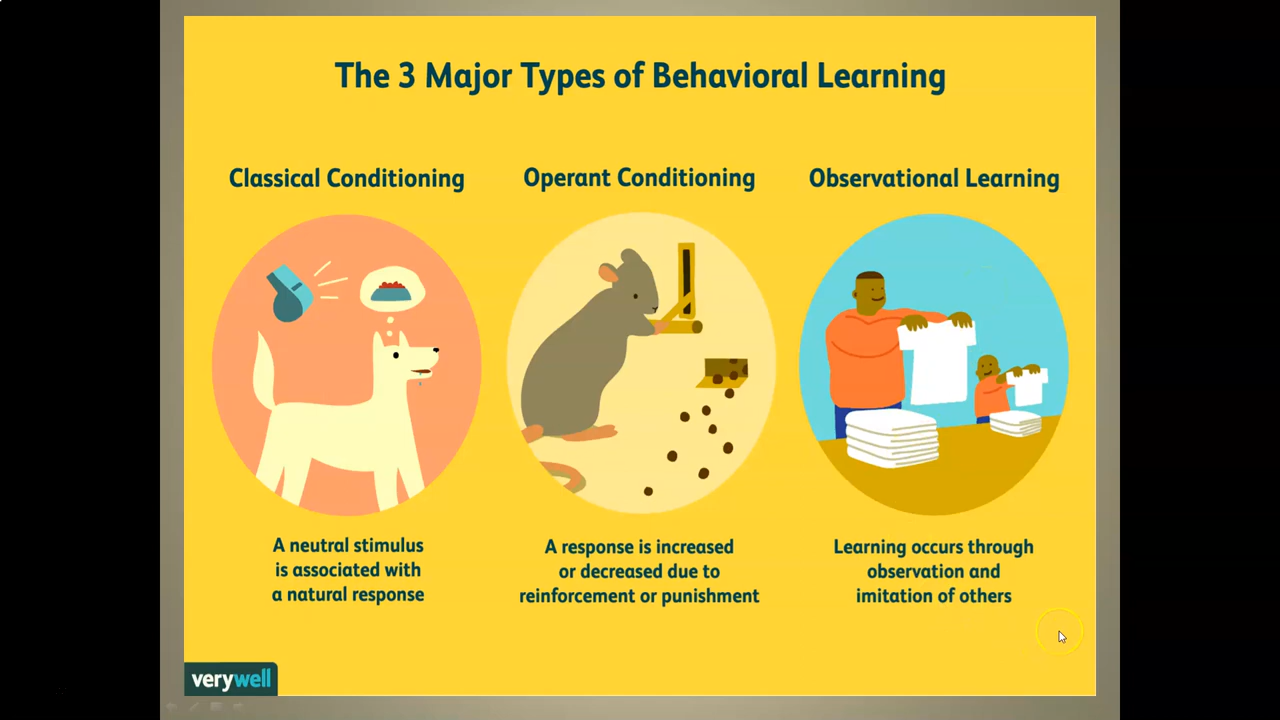 The 3 Major Types of Behavioral Learning
Classical Conditioning
A neutral stimulus
is associated with
a natural response
Operant Conditioning
A response is increased
or decreased due to
reinforcement or punishment
Observational Learning
Learning occurs through
observation and
imitation of others
verywell